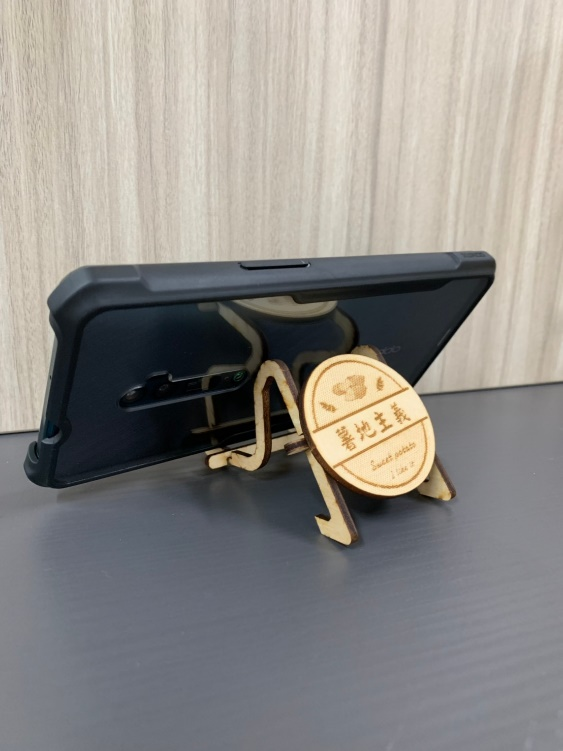 薯地主義
Sweet potato
I like it